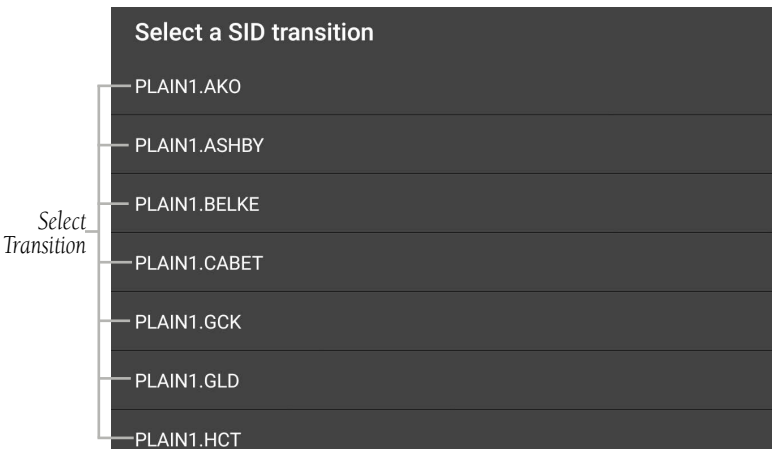 Select a SID transition
PLAIN1.AKO
PLAIN1.ASHBY
PLAIN1.BELKE
Select
Transition
PLAIN1.CABET
PLAIN1.GCK
PLAIN1.GLD
PLAIN1.HCT